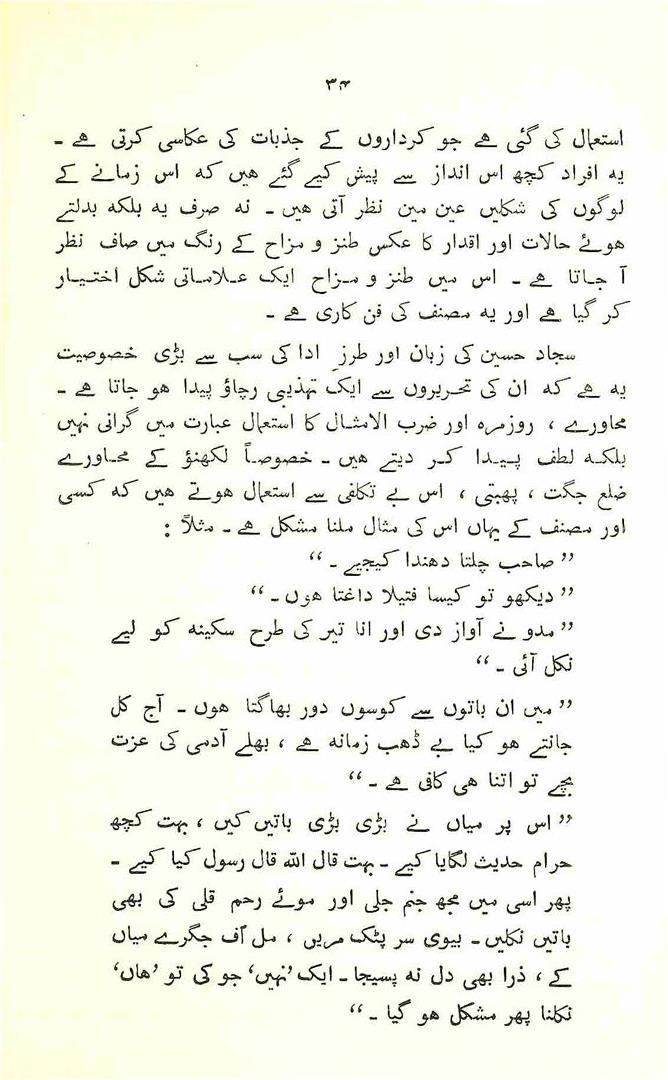 ۳۴
استعمال کی گئی ہے جو کرداروں کے جذبات کی عکاسی کرتی ہے ۔
یہ افراد کچھ اس انداز سے پیش کیے گئے ہیں کہ اس زمانے کے
لوگوں کی شکلیں عین مین نظر آتی ہیں ۔ نہ صرف یہ بلکہ بدلتے
ہوئے حالات اور اقدار کا عکس طنز و مزاح کے رنگ میں صاف نظر
آ جاتا ہے ۔ اس میں طنز و مزاح ایک علاماتی شکل اختیار
کر گیا ہے اور یہ مصنف کی فن کاری ہے ۔
سجاد حسین کی زبان اور طرزِ ادا کی سب سے بڑی خصوصیت
یہ ہے کہ ان کی تحریروں سے ایک تہذیبی رچاؤ پیدا ہو جاتا ہے ۔
محاورے ، روزمرہ اور ضرب الامثال کا استعمال عبارت میں گرانی نہیں
بلکہ لطف پیدا کر دیتے ہیں ۔ خصوصاً لکھنؤ کے محاورے
ضلع جگت ، پھبتی ، اس بے تکلفی سے استعمال ہوتے ہیں کہ کسی
اور مصنف کے یہاں اس کی مثال ملنا مشکل ہے ۔ مثلاً :
”صاحب چلتا دھندا کیجیے ۔“
”دیکھو تو کیسا فتیلا داغتا ہوں ۔“
”مدو نے آواز دی اور انا تیر کی طرح سکینہ کو لیے
نکل آئی ۔“
”میں ان باتوں سے کوسوں دور بھاگتا ہوں ۔ آج کل
جانتے ہو کیا بے ڈھب زمانہ ہے ، بھلے آدمی کی عزت
بچے تو اتنا ہی کافی ہے ۔“
”اس پر میاں نے بڑی بڑی باتیں کیں ، بہت کچھ
حرام حدیث لگایا کیے ۔ بہت قال اللہ قال رسول کیا کیے ۔
پھر اسی میں مجھ جنم جلی اور موئے رحم قلی کی بھی
باتیں نکلیں ۔ بیوی سر پٹک مریں ، مل آف جگرے میاں
کے ، ذرا بھی دل نہ پسیجا ۔ ایک ’نہیں‘ جو کی تو ’ہاں‘
نکلنا پھر مشکل ہو گیا ۔“